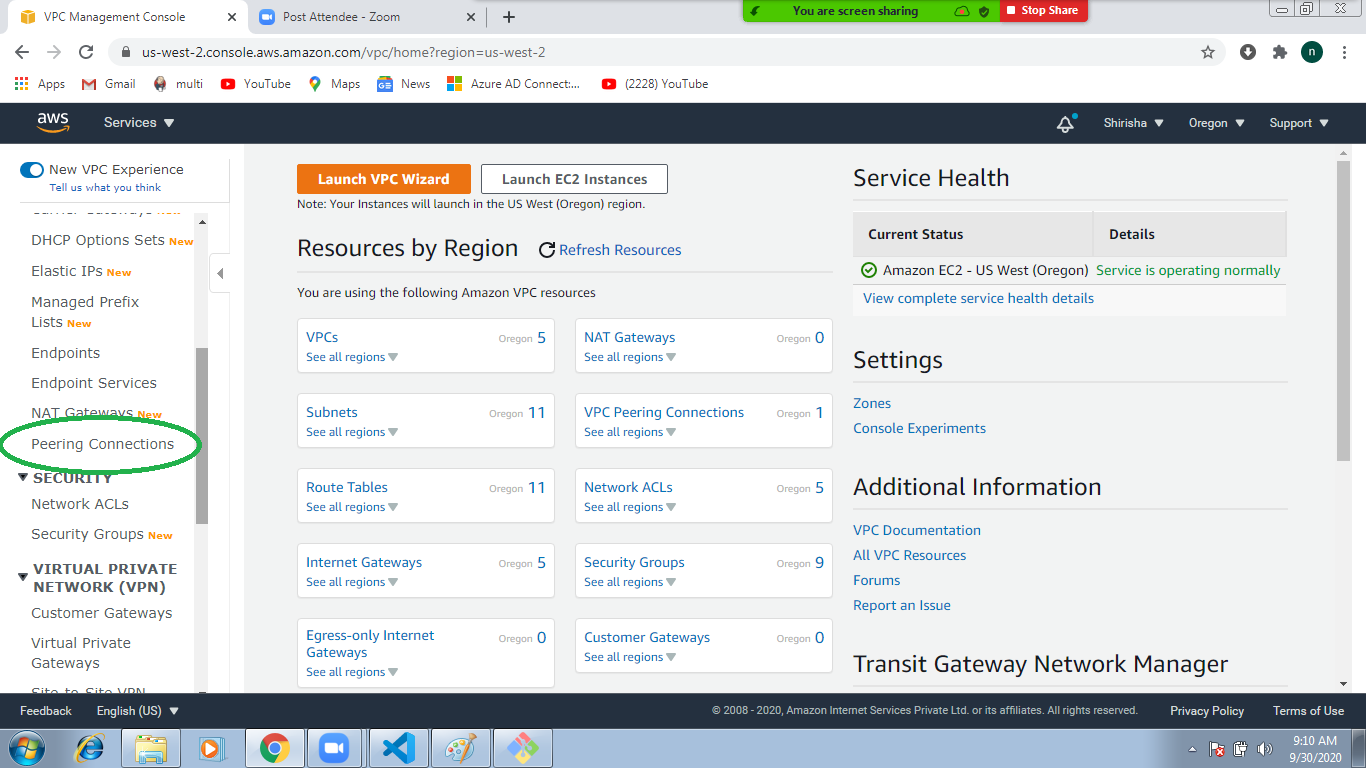 VPC Management Console
Post Attendee - Zoom
You are screen sharing
Stop Share
us-west-2.console.aws.amazon.com/vpc/home?region=us-west-2
n
Apps
Gmail
multi
YouTube
Maps
News
Azure AD Connect:...
(2228) YouTube
aws
Services
Shirisha
Oregon
Support
New VPC Experience
Tell us what you think
Carrier Gateways New
DHCP Options Sets New
Elastic IPs New
Managed Prefix
Lists New
Endpoints
Endpoint Services
NAT Gateways New
Peering Connections
SECURITY
Network ACLs
Security Groups New
VIRTUAL PRIVATE
NETWORK (VPN)
Customer Gateways
Virtual Private
Gateways
Site-to-Site VPN
Launch VPC Wizard
Launch EC2 Instances
Note: Your Instances will launch in the US West (Oregon) region.
Resources by Region
Refresh Resources
You are using the following Amazon VPC resources
VPCs Oregon 5
See all regions
NAT Gateways Oregon 0
See all regions
Subnets Oregon 11
See all regions
VPC Peering Connections Oregon 1
See all regions
Route Tables Oregon 11
See all regions
Network ACLs Oregon 5
See all regions
Internet Gateways Oregon 5
See all regions
Security Groups Oregon 9
See all regions
Egress-only Internet Oregon 0
Gateways
See all regions
Customer Gateways Oregon 0
See all regions
Service Health
Current Status Details
Amazon EC2 - US West (Oregon) Service is operating normally
View complete service health details
Settings
Zones
Console Experiments
Additional Information
VPC Documentation
All VPC Resources
Forums
Report an Issue
Transit Gateway Network Manager
Feedback
English (US)
© 2008 - 2020, Amazon Internet Services Private Ltd. or its affiliates. All rights reserved.
Privacy Policy
Terms of Use
9:10 AM
9/30/2020